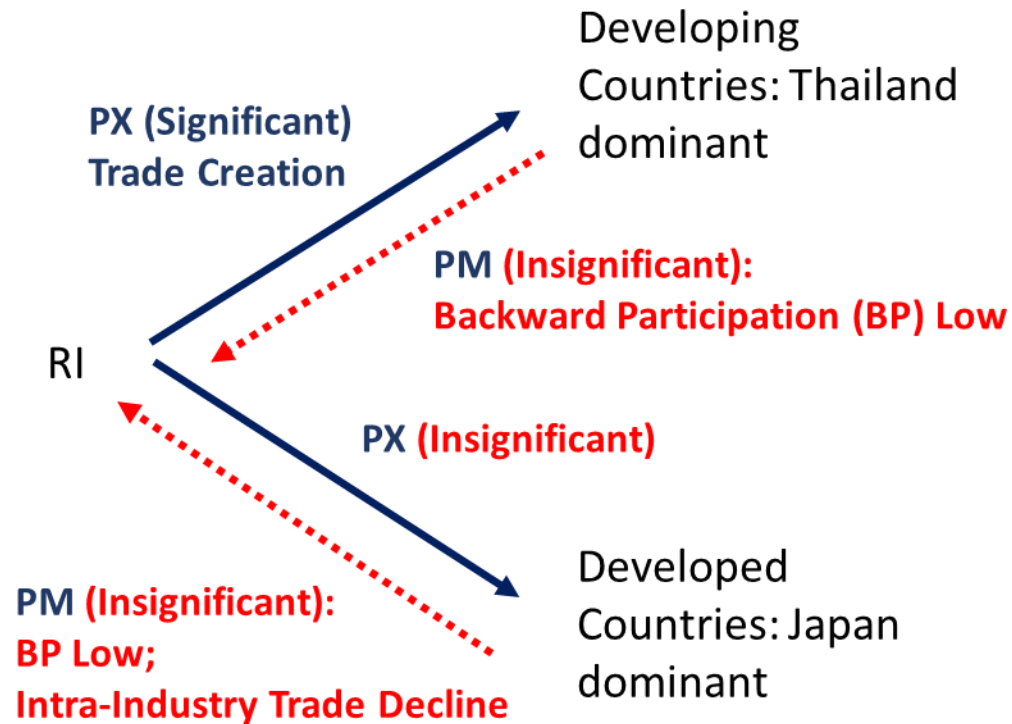 Developing
Countries: Thailand
dominant
PX (Significant)
Trade Creation
PM (Insignificant):
Backward Participation (BP) Low
RI
PX (Insignificant)
Developed
Countries: Japan
dominant
PM (Insignificant):
BP Low;
Intra-Industry Trade Decline